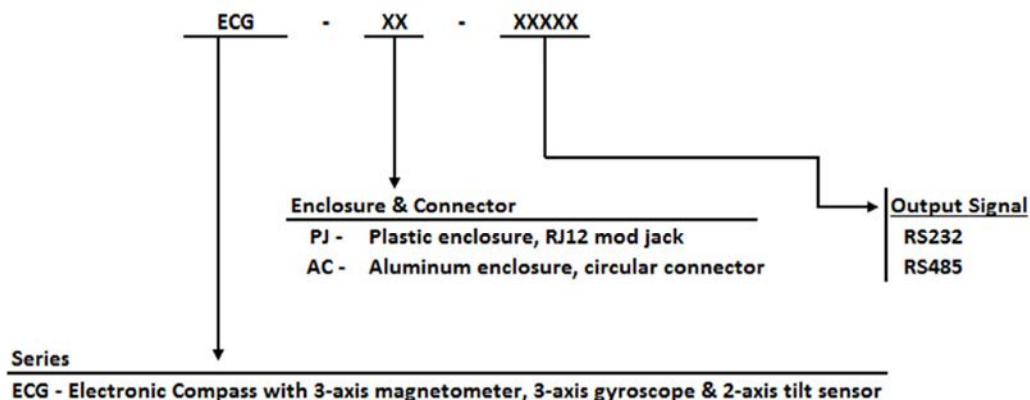 ECG - XX - XXXXX
Enclosure & Connector
PJ - Plastic enclosure, RJ12 mod jack
AC - Aluminum enclosure, circular connector
Output Signal
RS232
RS485
Series
ECG - Electronic Compass with 3-axis magnetometer, 3-axis gyroscope & 2-axis tilt sensor